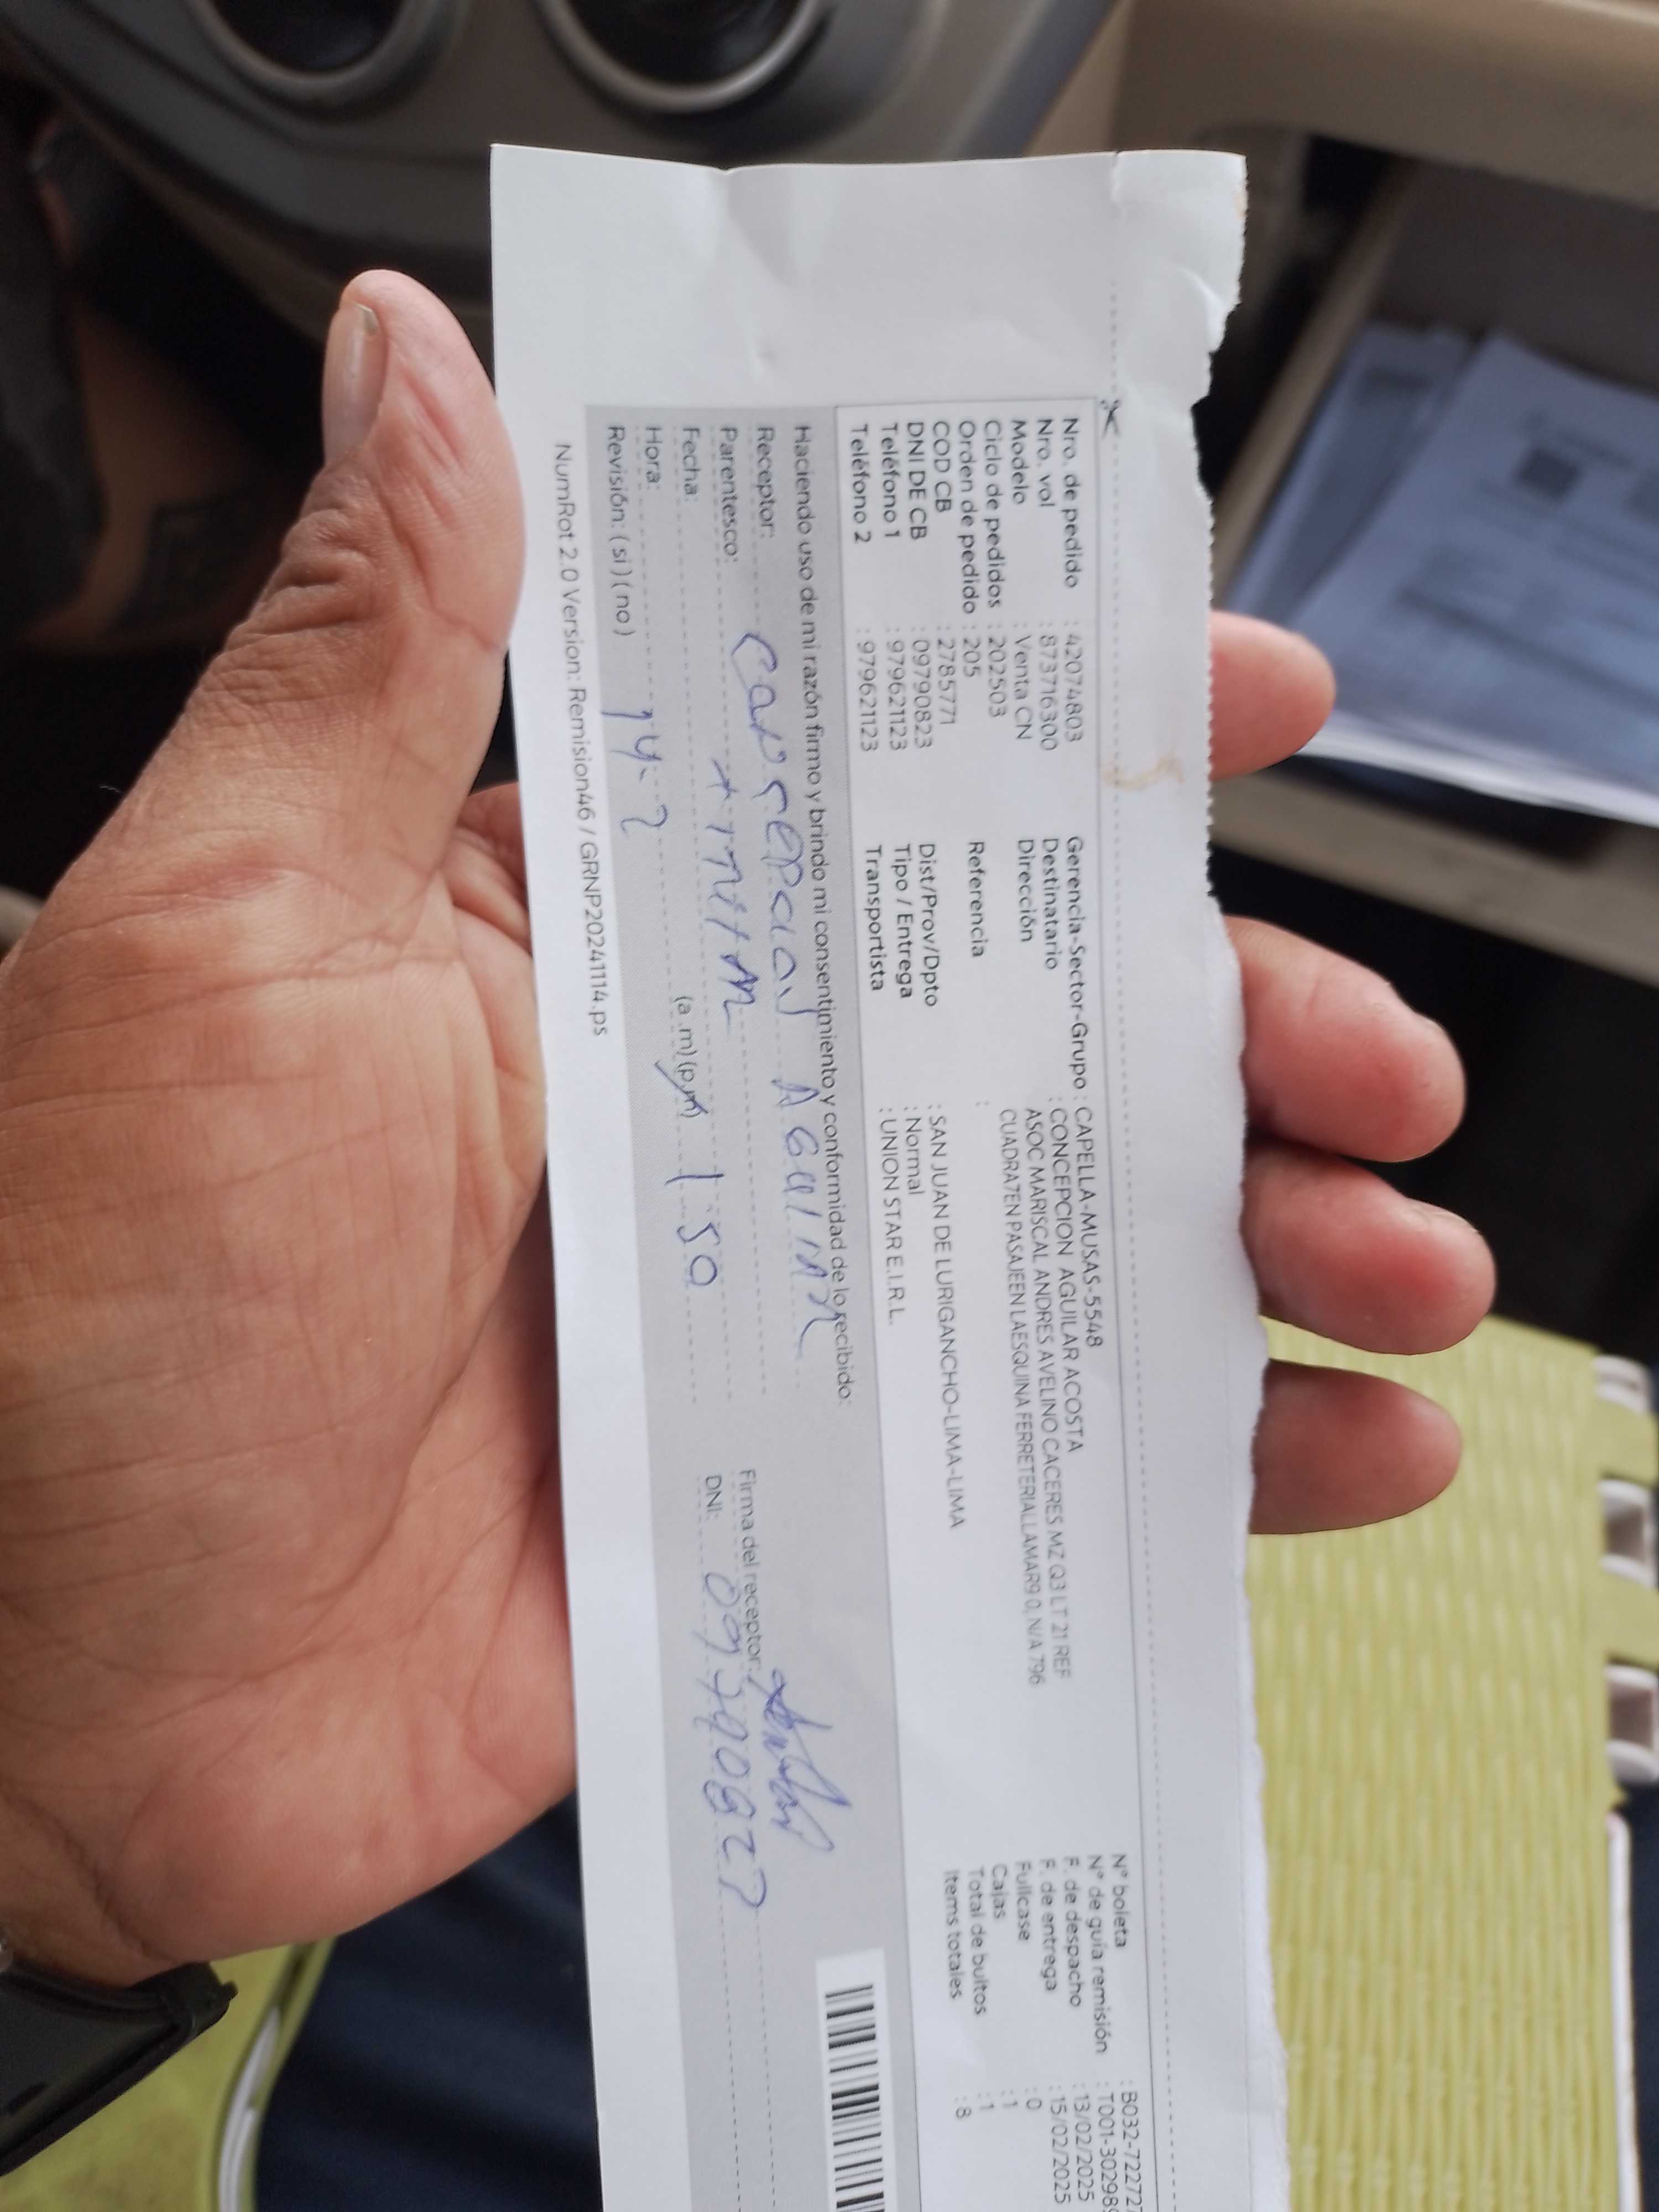 Nro. de pedido : 42074803
Nro. vol : 873716300
Modelo : Venta CN
Ciclo de pedidos : 202503
Orden de pedido : 205
COD CB : 2785771
DNI DE CB : 09790823
Teléfono 1 : 979621123
Teléfono 2 : 979621123
Gerencia-Sector-Grupo : CAPELLA-MUSAS-5548
Destinatario : CONCEPCION AGUILAR ACOSTA
Dirección ASOC MARISCAL ANDRES AVELINO CACERES MZ Q3 LT 21 REF
CUADRA7EN PASAJEEN LAESQUINA FERRETERIALLAMAR9 0, N/A 796
Referencia :
Dist/Prov/Dpto : SAN JUAN DE LURIGANCHO-LIMA-LIMA
Tipo / Entrega : Normal
Transportista : UNION STAR E.I.R.L.
N° boleta : B032-722727
N° de guía remisión : T001-302989
F. de despacho : 13/02/2025
F. de entrega : 15/02/2025
Fullcase : 0
Cajas : 1
Total de bultos : 1
Items totales : 8
Haciendo uso de mi razón firmo y brindo mi consentimiento y conformidad de lo recibido:
Receptor:
Parentesco:
Fecha: 14-2
Hora: (a .m) (p.m) 1 50
Revisión: ( si ) ( no )
Firma del receptor:
DNI:
NumRot 2.0 Version: Remision46 / GRNP20241114.ps